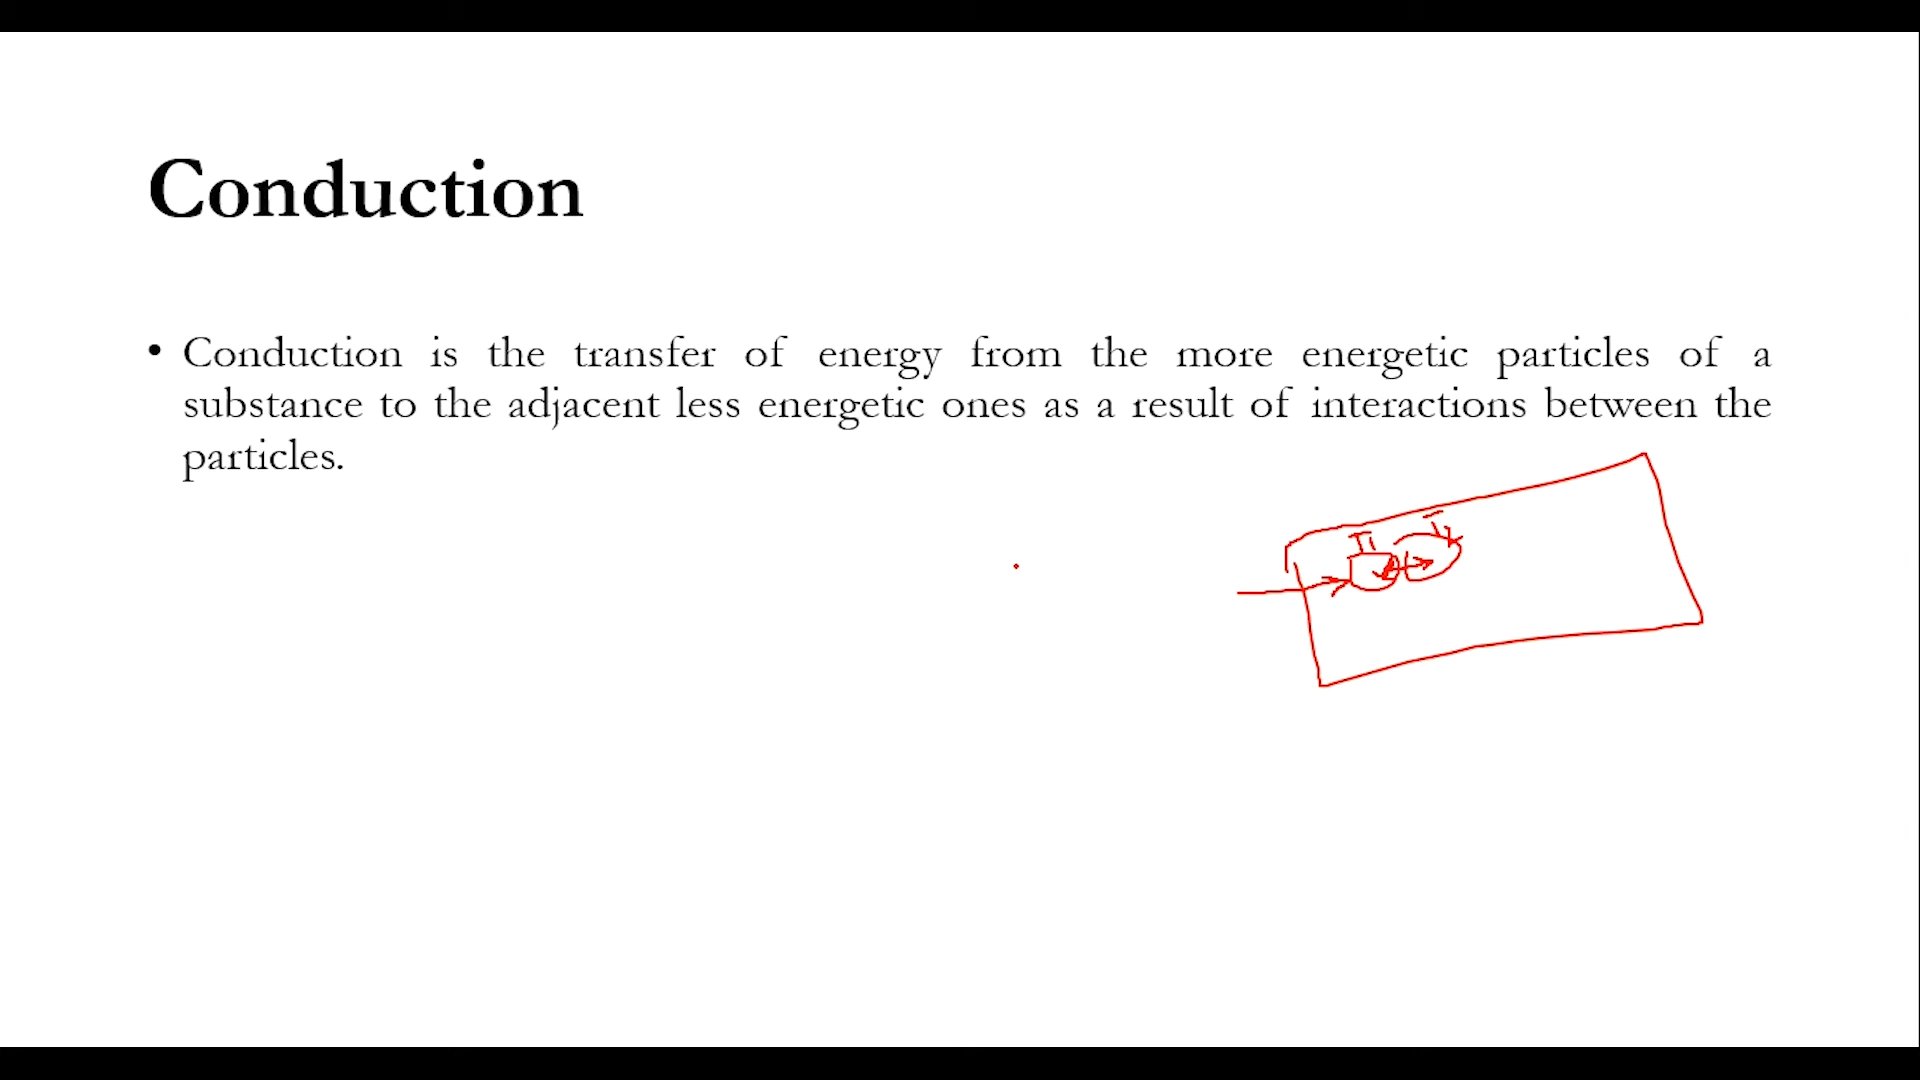 Conduction
• Conduction is the transfer of energy from the more energetic particles of a
substance to the adjacent less energetic ones as a result of interactions between the
particles.